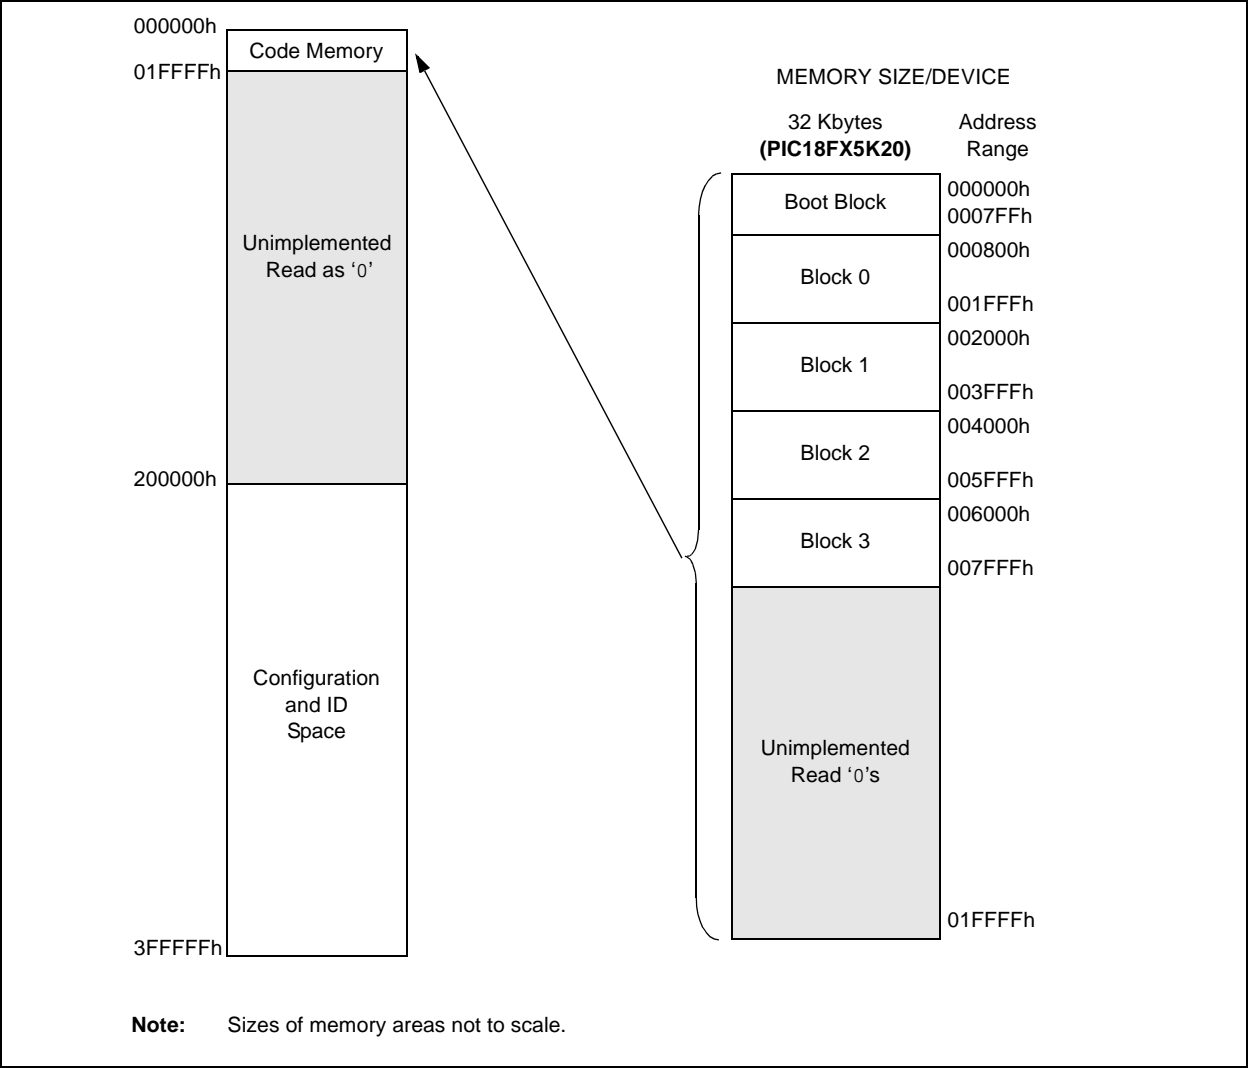 000000h
Code Memory
01FFFFh
Unimplemented
Read as ‘0’
200000h
Configuration
and ID
Space
3FFFFFh
MEMORY SIZE/DEVICE
32 Kbytes
(PIC18FX5K20)
Address
Range
Boot Block
000000h
0007FFh
000800h
Block 0
001FFFh
002000h
Block 1
003FFFh
004000h
Block 2
005FFFh
006000h
Block 3
007FFFh
Unimplemented
Read ‘0’s
01FFFFh
Note: Sizes of memory areas not to scale.